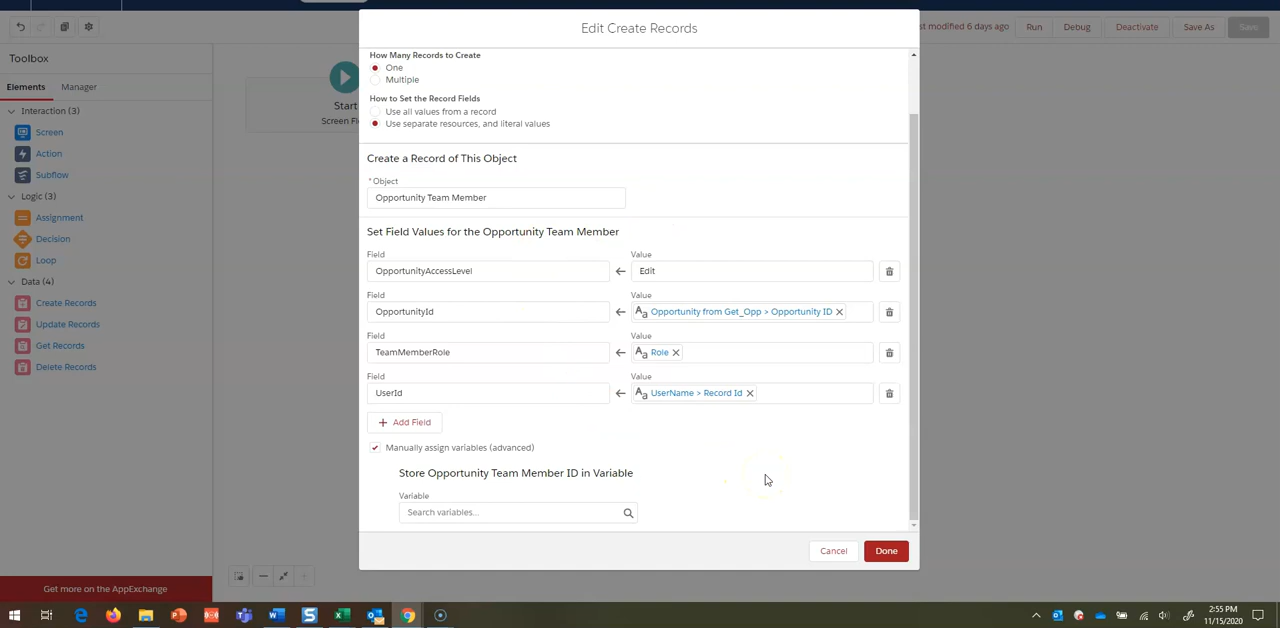 Edit Create Records
st modified 6 days ago
Run
Debug
Deactivate
Save As
Save
Toolbox
Elements
Manager
Interaction (3)
Screen
Action
Subflow
Logic (3)
Assignment
Decision
Loop
Data (4)
Create Records
Update Records
Get Records
Delete Records
Get more on the AppExchange
Start
Screen Fl
How Many Records to Create
One
Multiple
How to Set the Record Fields
Use all values from a record
Use separate resources, and literal values
Create a Record of This Object
* Object
Opportunity Team Member
Set Field Values for the Opportunity Team Member
Field Value
OpportunityAccessLevel Edit
Field Value
OpportunityId Aa Opportunity from Get_Opp > Opportunity ID
Field Value
TeamMemberRole Aa Role
Field Value
UserId Aa UserName > Record Id
+ Add Field
Manually assign variables (advanced)
Store Opportunity Team Member ID in Variable
Variable
Search variables...
Cancel
Done
2:55 PM
11/15/2020